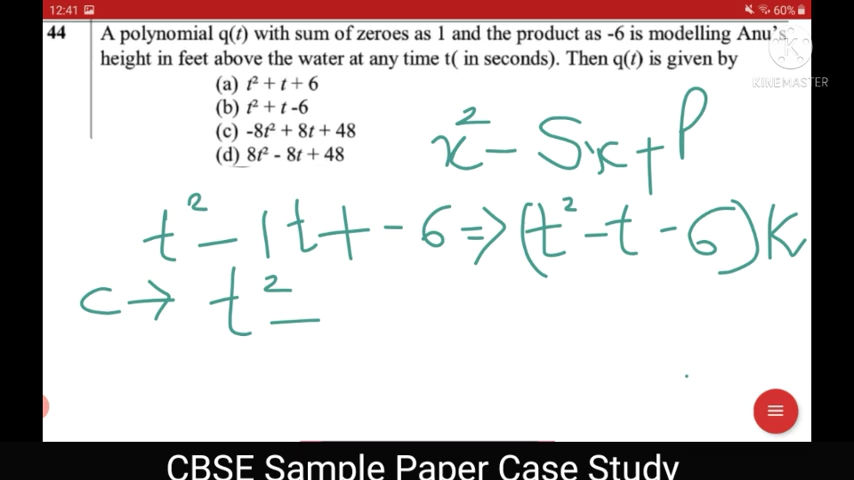 12:41 60%
44 A polynomial q(t) with sum of zeroes as 1 and the product as -6 is modelling Anu's
height in feet above the water at any time t( in seconds). Then q(t) is given by
KINEMASTER
(a) t² + t + 6
(b) t² + t -6
(c) -8t² + 8t + 48
(d) 8t² - 8t + 48
x² - Sx + P
t² - 1t + - 6 => (t² - t - 6)K
C → t² -
CBSE Sample Paper Case Study